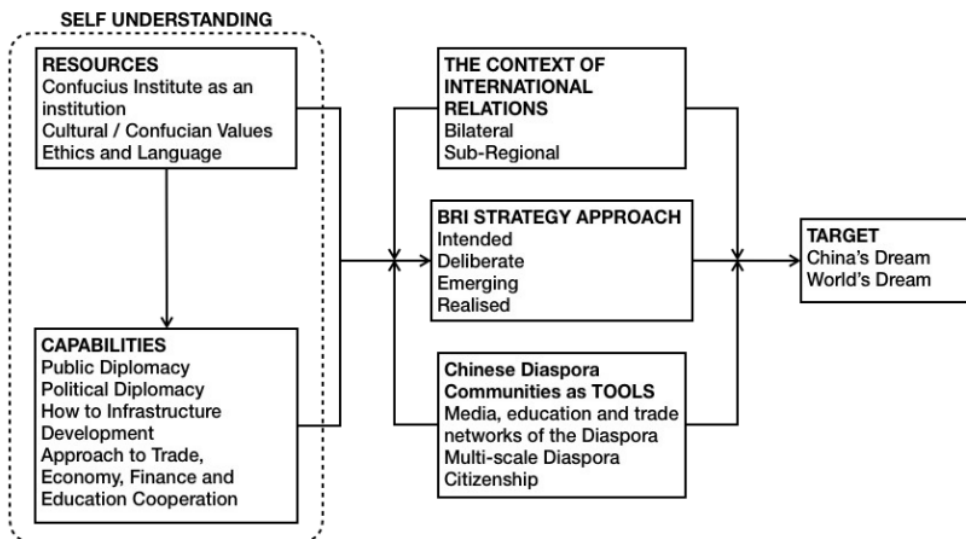 SELF UNDERSTANDING
RESOURCES
Confucius Institute as an
institution
Cultural / Confucian Values
Ethics and Language
CAPABILITIES
Public Diplomacy
Political Diplomacy
How to Infrastructure
Development
Approach to Trade,
Economy, Finance and
Education Cooperation
THE CONTEXT OF
INTERNATIONAL
RELATIONS
Bilateral
Sub-Regional
BRI STRATEGY APPROACH
Intended
Deliberate
Emerging
Realised
Chinese Diaspora
Communities as TOOLS
Media, education and trade
networks of the Diaspora
Multi-scale Diaspora
Citizenship
TARGET
China's Dream
World's Dream